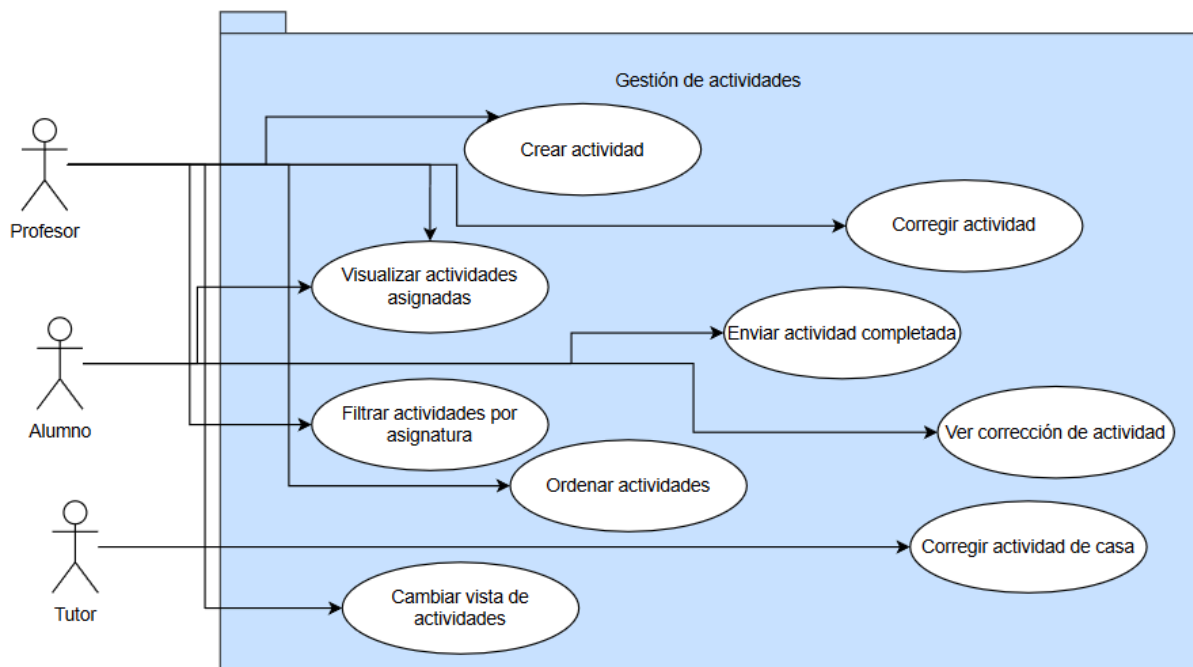 Gestión de actividades
Crear actividad
Profesor
Corregir actividad
Visualizar actividades
asignadas
Enviar actividad completada
Alumno
Filtrar actividades por
asignatura
Ver corrección de actividad
Ordenar actividades
Corregir actividad de casa
Tutor
Cambiar vista de
actividades